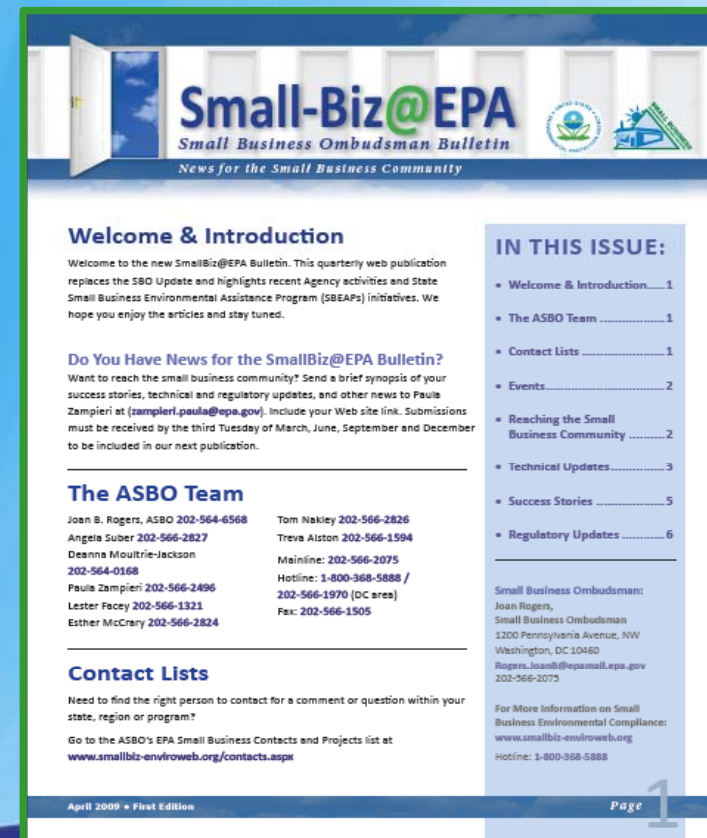 Small-Biz@EPA
Small Business Ombudsman Bulletin
News for the Small Business Community
UNITED STATES
SMALL BUSINESS
Welcome & Introduction
Welcome to the new SmallBiz@EPA Bulletin. This quarterly web publication
replaces the SBO Update and highlights recent Agency activities and State
Small Business Environmental Assistance Program (SBEAPs) initiatives. We
hope you enjoy the articles and stay tuned.
Do You Have News for the SmallBiz@EPA Bulletin?
Want to reach the small business community? Send a brief synopsis of your
success stories, technical and regulatory updates, and other news to Paula
Zampieri at (zampieri.paula@epa.gov). Include your Web site link. Submissions
must be received by the third Tuesday of March, June, September and December
to be included in our next publication.
The ASBO Team
Joan B. Rogers, ASBO 202-564-6568
Angela Suber 202-566-2827
Deanna Moultrie-Jackson
202-564-0168
Paula Zampieri 202-566-2496
Lester Facey 202-566-1321
Esther McCrary 202-566-2824
Tom Nakley 202-566-2826
Treva Alston 202-566-1594
Mainline: 202-566-2075
Hotline: 1-800-368-5888 /
202-566-1970 (DC area)
Fax: 202-566-1505
Contact Lists
Need to find the right person to contact for a comment or question within your
state, region or program?
Go to the ASBO's EPA Small Business Contacts and Projects list at
www.smallbiz-enviroweb.org/contacts.aspx
IN THIS ISSUE:
• Welcome & Introduction.....1
• The ASBO Team ..................1
• Contact Lists .......................1
• Events.................................2
• Reaching the Small
Business Community ..........2
• Technical Updates...............3
• Success Stories ...................5
• Regulatory Updates ............6
Small Business Ombudsman:
Joan Rogers,
Small Business Ombudsman
1200 Pennsylvania Avenue, NW
Washington, DC 10460
Rogers.JoanB@epamail.epa.gov
202-566-2075
For More Information on Small
Business Environmental Compliance:
www.smallbiz-enviroweb.org
Hotline: 1-800-368-5888
April 2009 • First Edition
Page 1